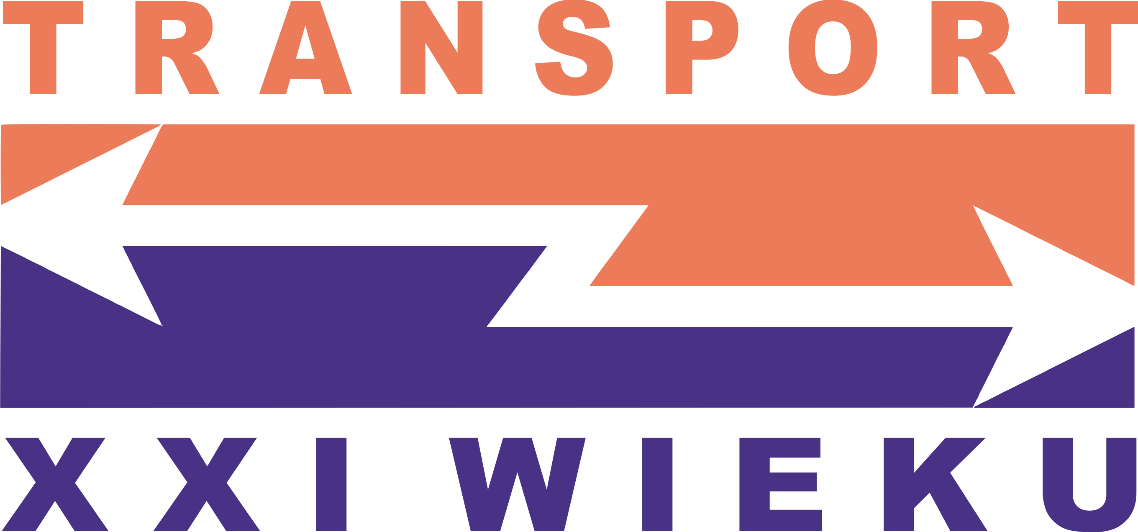 TRANSPORT
XXI WIEKU